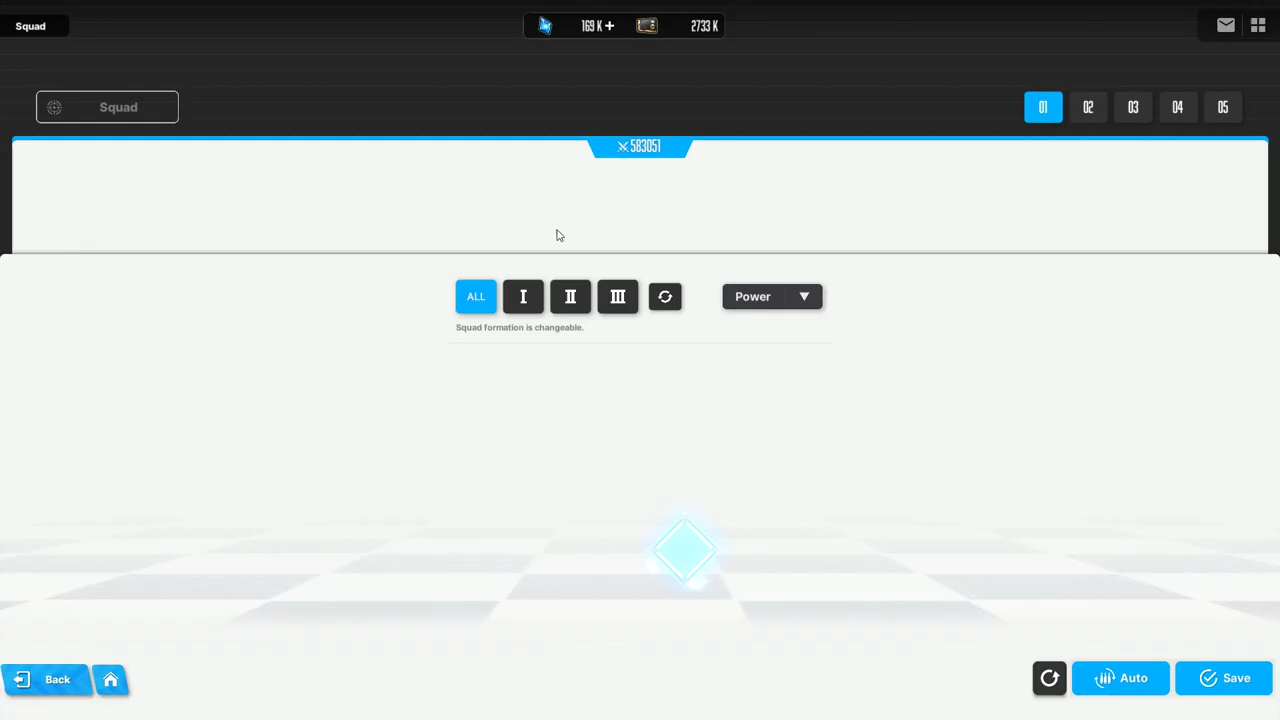 Squad
169 K +
2733 K
Squad
01 02 03 04 05
583051
ALL I II III
Power ▼
Squad formation is changeable.
Back
Auto
Save